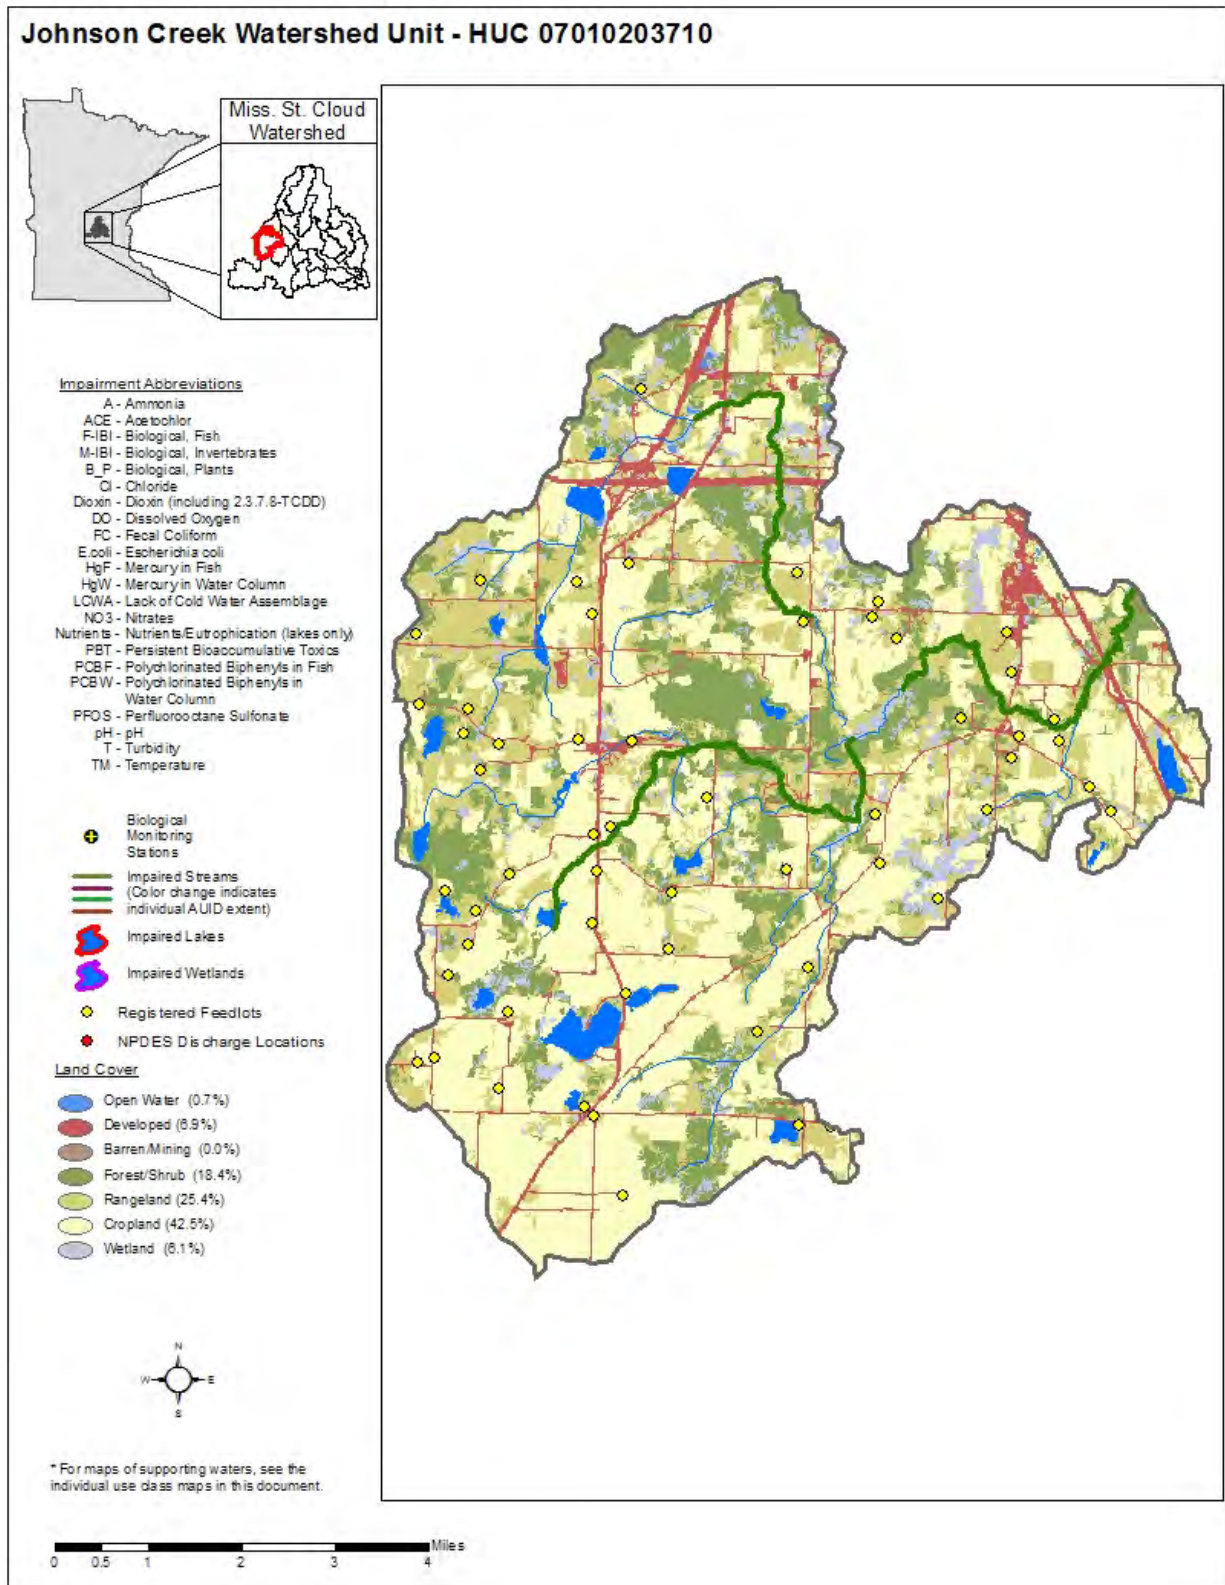 Johnson Creek Watershed Unit - HUC 07010203710
Miss. St. Cloud
Watershed
Impairment Abbreviations
A - Ammonia
ACE - Acetochlor
F-IBI - Biological, Fish
M-IBI - Biological, Invertebrates
B_P - Biological, Plants
Cl - Chloride
Dioxin - Dioxin (including 2.3.7.8-TCDD)
DO - Dissolved Oxygen
FC - Fecal Coliform
E.coli - Escherichia coli
HgF - Mercury in Fish
HgW - Mercury in Water Column
LCWA - Lack of Cold Water Assemblage
NO3 - Nitrates
Nutrients - Nutrients/Eutrophication (lakes only)
PBT - Persistent Bioaccumulative Toxics
PCBF - Polychlorinated Biphenyls in Fish
PCBW - Polychlorinated Biphenyls in
Water Column
PFOS - Perfluorooctane Sulfonate
pH - pH
T - Turbidity
TM - Temperature
Biological
Monitoring
Stations
Impaired Streams
(Color change indicates
individual AUID extent)
Impaired Lakes
Impaired Wetlands
Registered Feedlots
NPDES Discharge Locations
Land Cover
Open Water (0.7%)
Developed (6.9%)
Barren/Mining (0.0%)
Forest/Shrub (18.4%)
Rangeland (25.4%)
Cropland (42.5%)
Wetland (6.1%)
N
W E
S
* For maps of supporting waters, see the
individual use class maps in this document.
Miles
0 0.5 1 2 3 4